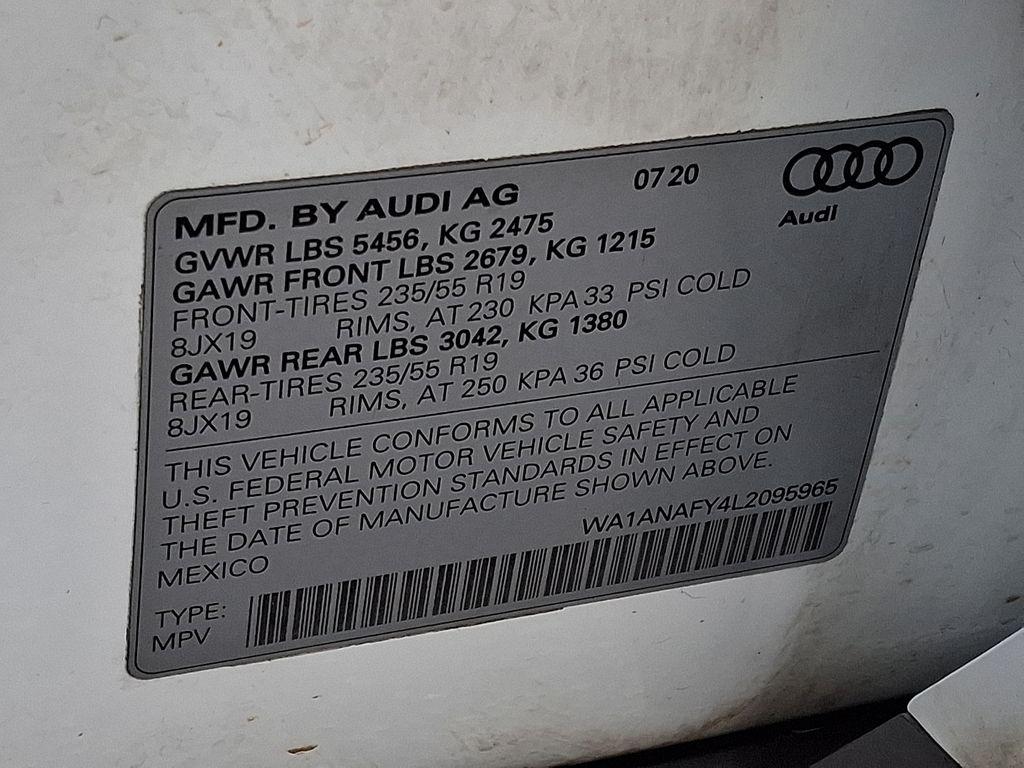 MFD. BY AUDI AG 07 20
Audi
GVWR LBS 5456, KG 2475
GAWR FRONT LBS 2679, KG 1215
FRONT-TIRES 235/55 R19
8JX19 RIMS, AT 230 KPA 33 PSI COLD
GAWR REAR LBS 3042, KG 1380
REAR-TIRES 235/55 R19
8JX19 RIMS, AT 250 KPA 36 PSI COLD
THIS VEHICLE CONFORMS TO ALL APPLICABLE
U.S. FEDERAL MOTOR VEHICLE SAFETY AND
THEFT PREVENTION STANDARDS IN EFFECT ON
THE DATE OF MANUFACTURE SHOWN ABOVE.
MEXICO WA1ANAFY4L2095965
TYPE:
MPV